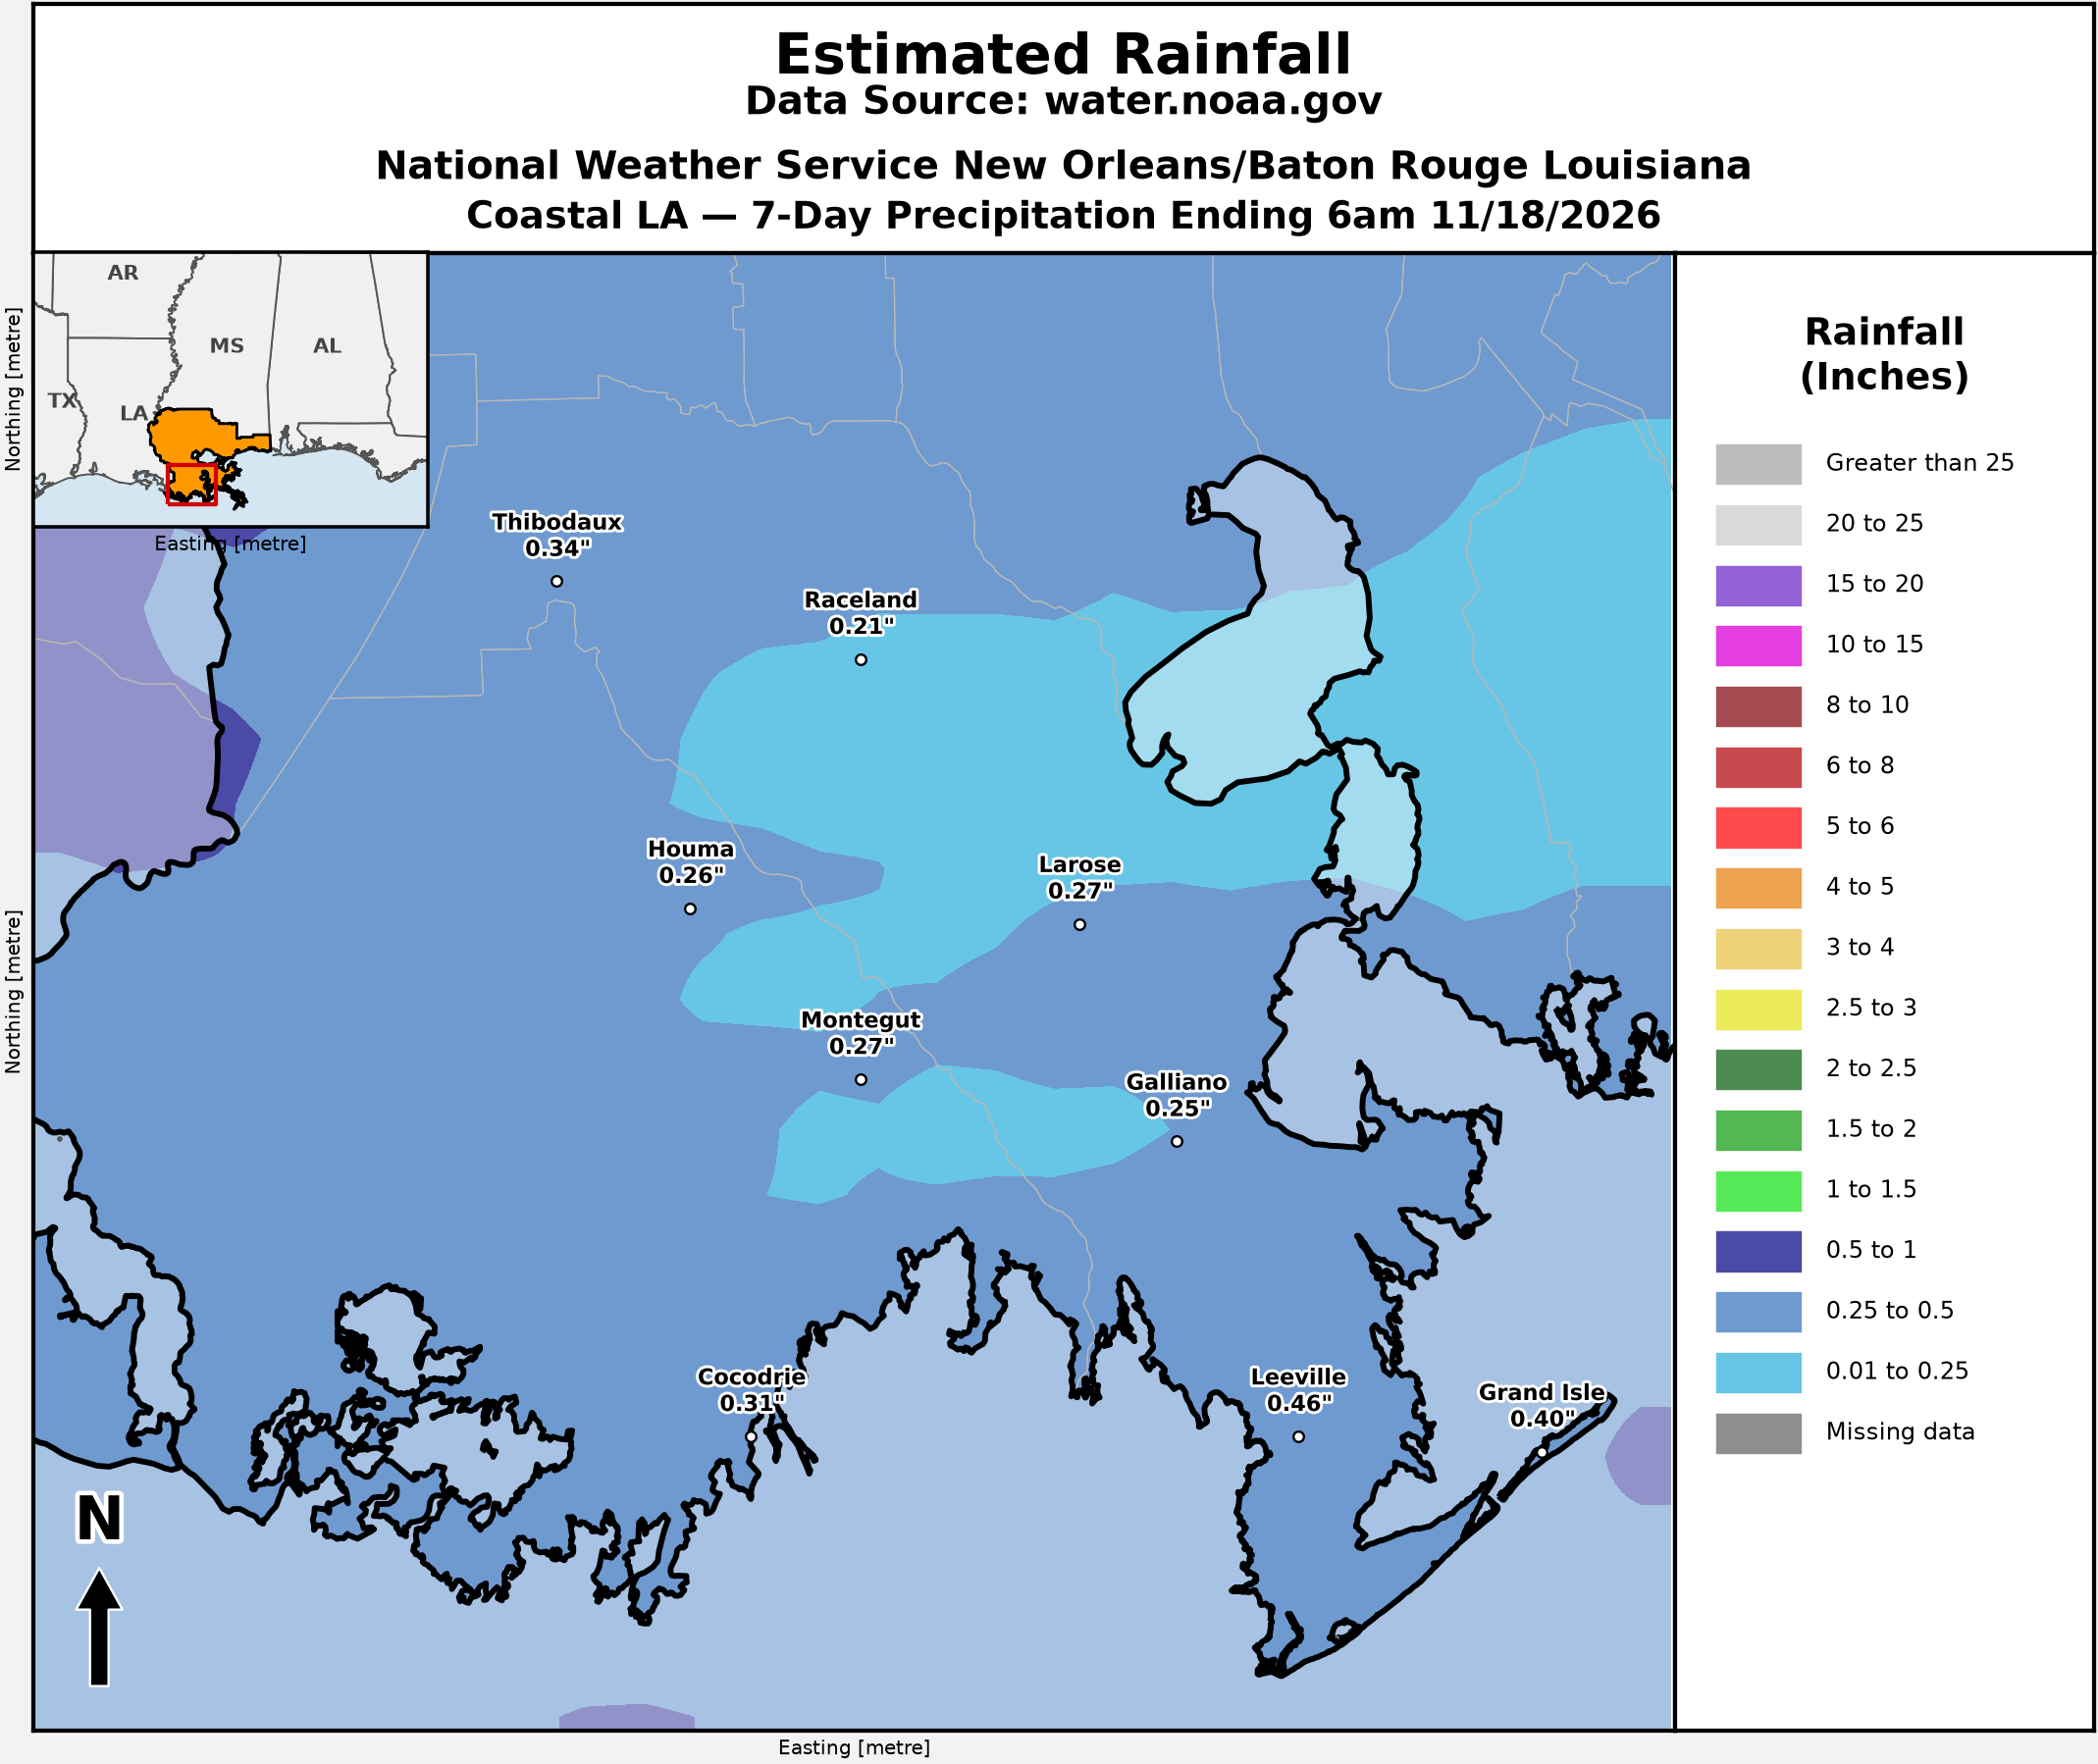 Estimated Rainfall
Data Source: water.noaa.gov
National Weather Service New Orleans/Baton Rouge Louisiana
Coastal LA — 7-Day Precipitation Ending 6am 11/18/2026
Northing [metre]
AR
MS
AL
TX
LA
Easting [metre]
Thibodaux
0.34"
Raceland
0.21"
Houma
0.26"
Larose
0.27"
Northing [metre]
Montegut
0.27"
Galliano
0.25"
Cocodrie
0.31"
Leeville
0.46"
Grand Isle
0.40"
N
Easting [metre]
Rainfall
(Inches)
Greater than 25
20 to 25
15 to 20
10 to 15
8 to 10
6 to 8
5 to 6
4 to 5
3 to 4
2.5 to 3
2 to 2.5
1.5 to 2
1 to 1.5
0.5 to 1
0.25 to 0.5
0.01 to 0.25
Missing data